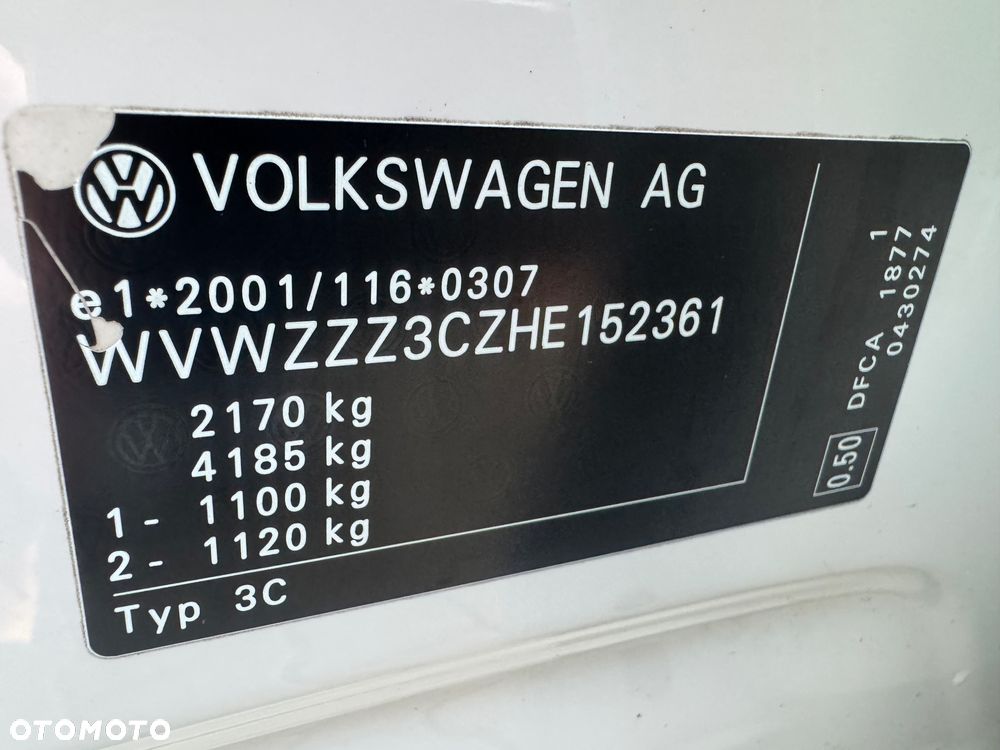 VOLKSWAGEN AG
e1*2001/116*0307
WVWZZZ3CZHE152361
2170 kg
4185 kg
1 - 1100 kg
2 - 1120 kg
Typ 3C
1
DFCA 1877
0430274
0.50
OTOMOTO